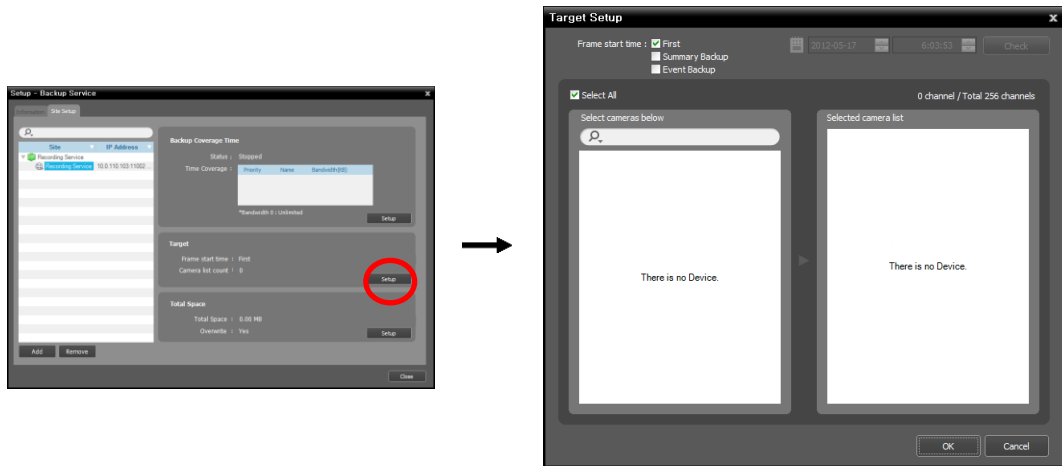 Setup - Backup Service
x
Information
Site Setup
Site
IP Address
Recording Service
Recording Service
10.0.110.103:11002 ...
Backup Coverage Time
Status : Stopped
Time Coverage :
Priority Name Bandwidth(KB)
*Bandwidth 0 : Unlimited
Setup
Target
Frame start time : First
Camera list count : 0
Setup
Total Space
Total Space : 0.00 MB
Overwrite : Yes
Setup
Add
Remove
Close
Target Setup
x
Frame start time : First
Summary Backup
Event Backup
2012-05-17
6:03:53
Check
Select All
0 channel / Total 256 channels
Select cameras below
Selected camera list
There is no Device.
There is no Device.
OK
Cancel